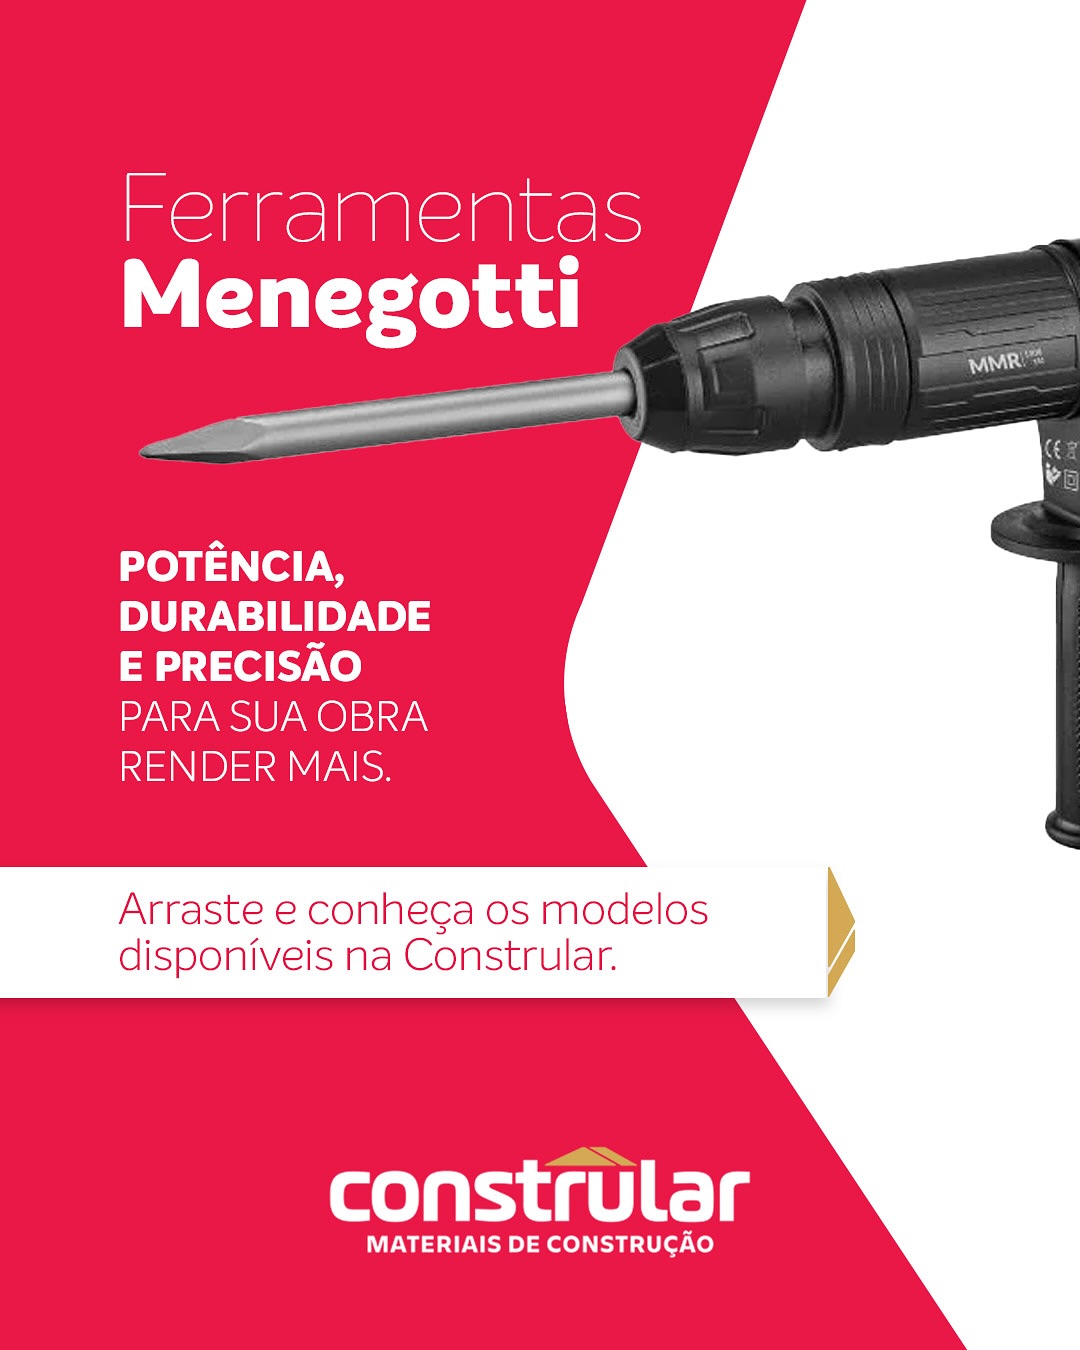 Ferramentas
Menegotti
MMR
CE
POTÊNCIA,
DURABILIDADE
E PRECISÃO
PARA SUA OBRA
RENDER MAIS.
Arraste e conheça os modelos
disponíveis na Constrular.
constrular
MATERIAIS DE CONSTRUÇÃO